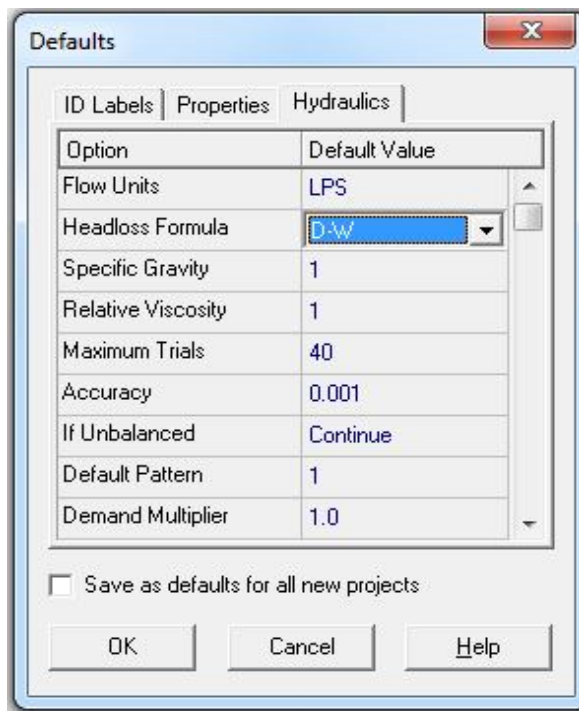 Defaults
ID Labels Properties Hydraulics
Option Default Value
Flow Units LPS
Headloss Formula D-W
Specific Gravity 1
Relative Viscosity 1
Maximum Trials 40
Accuracy 0.001
If Unbalanced Continue
Default Pattern 1
Demand Multiplier 1.0
Save as defaults for all new projects
OK Cancel Help